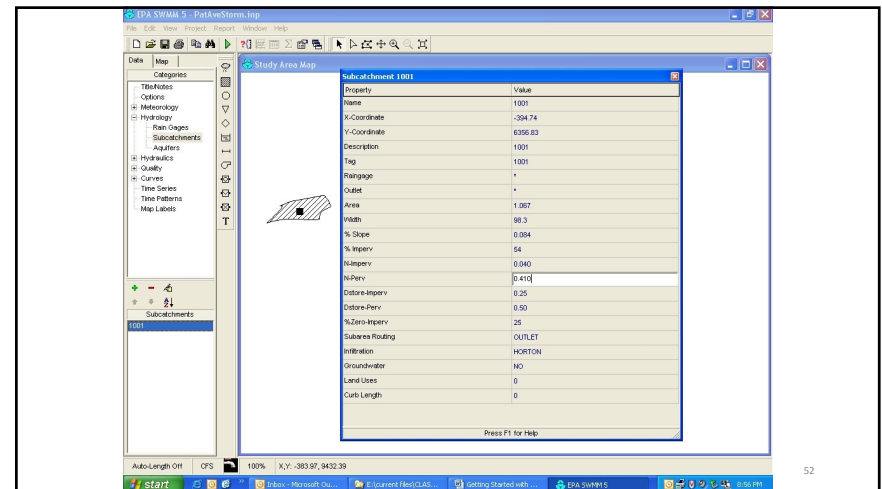 EPA SWMM 5 - PatAveStorm.inp
File Edit View Project Report Window Help
Data Map
Categories
Title/Notes
Options
Meteorology
Hydrology
Rain Gages
Subcatchments
Aquifers
Hydraulics
Quality
Curves
Time Series
Time Patterns
Map Labels
Subcatchments
1001
T
Study Area Map
Subcatchment 1001
Property Value
Name 1001
X-Coordinate -394.74
Y-Coordinate 6356.83
Description 1001
Tag 1001
Raingage *
Outlet *
Area 1.067
Width 98.3
% Slope 0.084
% Imperv 54
N-Imperv 0.040
N-Perv 0.410
Dstore-Imperv 0.25
Dstore-Perv 0.50
%Zero-Imperv 25
Subarea Routing OUTLET
Infiltration HORTON
Groundwater NO
Land Uses 0
Curb Length 0
Press F1 for Help
Auto-Length Off CFS 100% X,Y: -383.97, 9432.39
start Inbox - Microsoft Ou... E:\current files\CLAS... Getting Started with ... EPA SWMM 5 8:56 PM
52